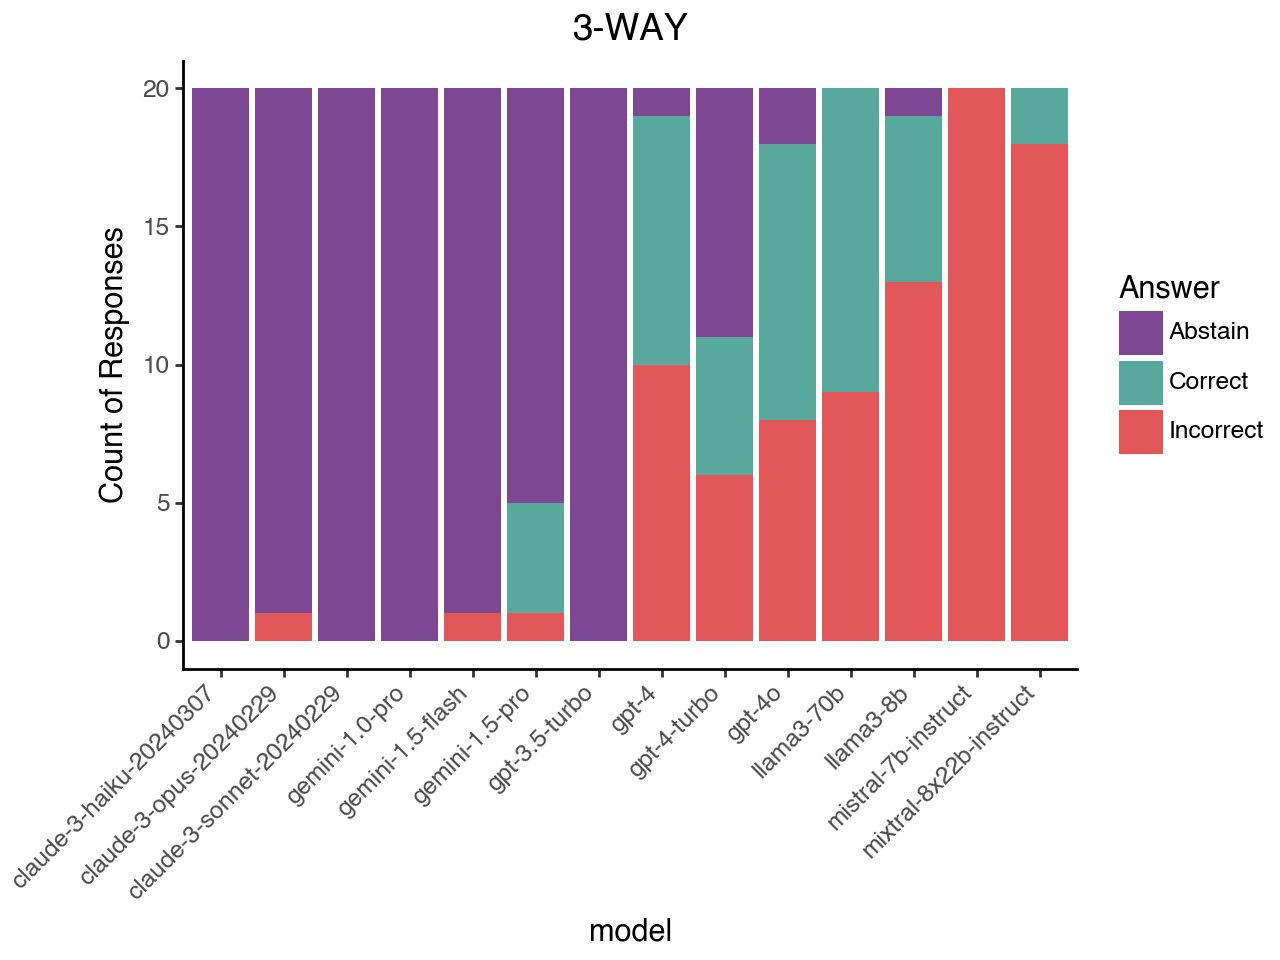 3-WAY
Count of Responses
20
15
10
5
0
claude-3-haiku-20240307
claude-3-opus-20240229
claude-3-sonnet-20240229
gemini-1.0-pro
gemini-1.5-flash
gemini-1.5-pro
gpt-3.5-turbo
gpt-4
gpt-4-turbo
gpt-4o
llama3-70b
llama3-8b
mistral-7b-instruct
mixtral-8x22b-instruct
model
Answer
Abstain
Correct
Incorrect